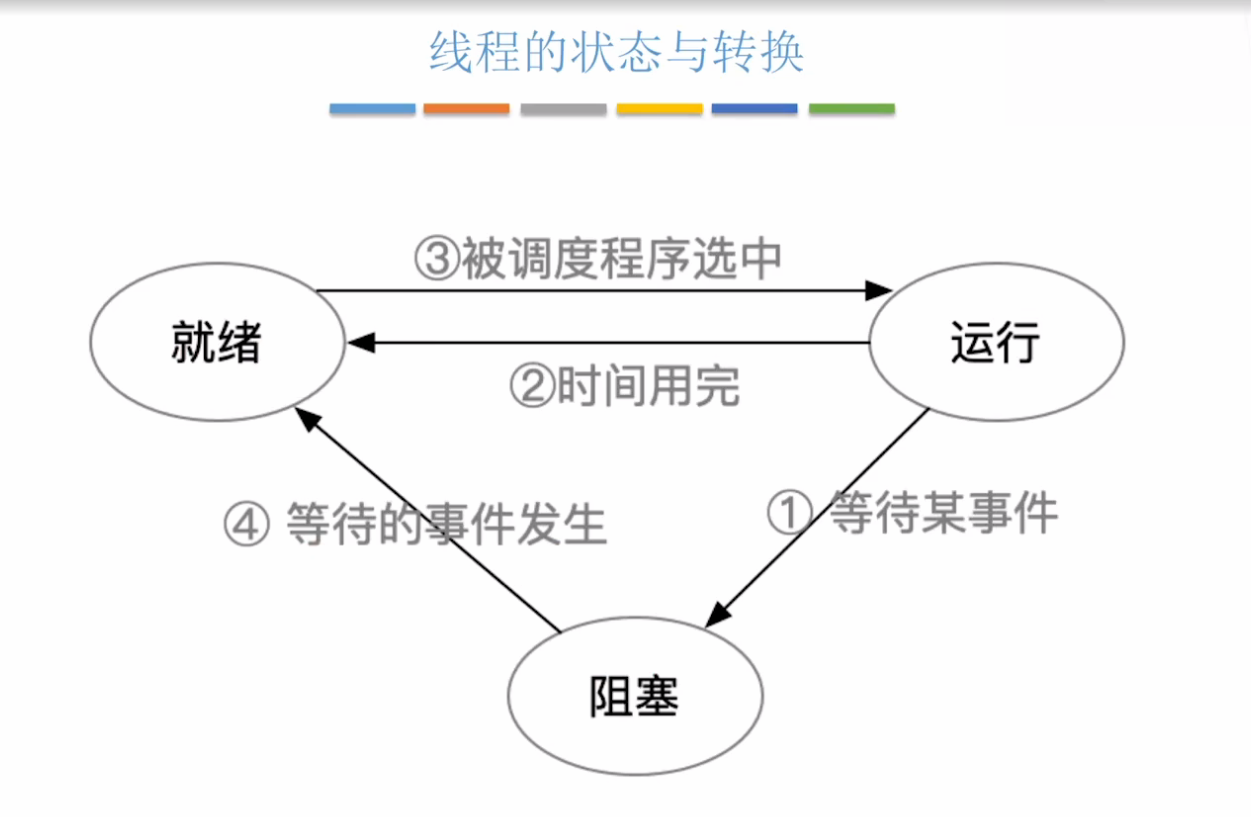 线程的状态与转换
③被调度程序选中
就绪
运行
②时间用完
④ 等待的事件发生
① 等待某事件
阻塞